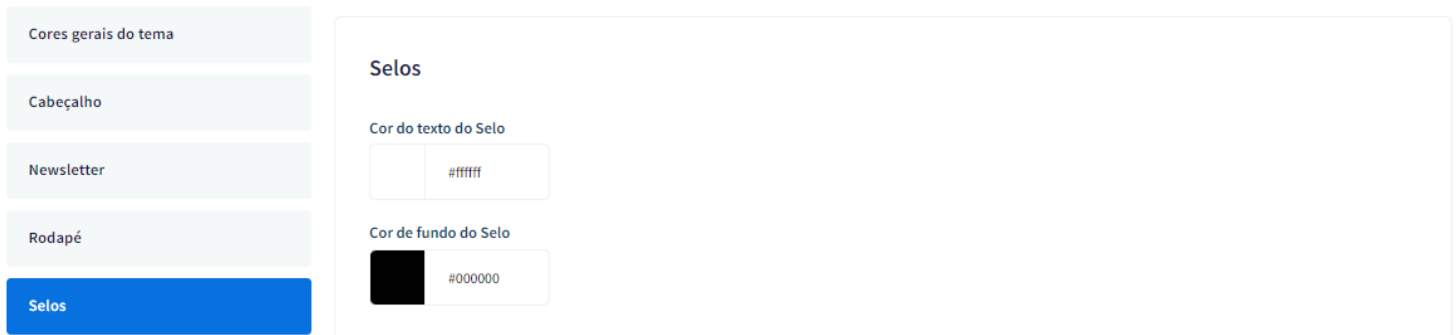 Cores gerais do tema
Cabeçalho
Newsletter
Rodapé
Selos
Selos
Cor do texto do Selo
#ffffff
Cor de fundo do Selo
#000000